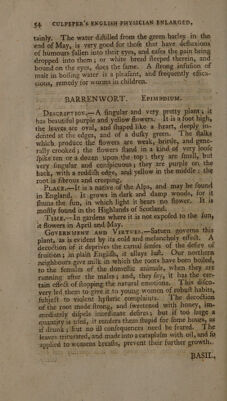 54 CULPEPER'S ENGLISH PHYSICIAN ENLARGED.
tainly. The water distilled from the green barley in the
end of May, is very good for those that have defluxions
of humours fallen into their eyes, and eases the pain being
dropped into them; or white bread steeped therein, and
bound on the eyes, does the same. A strong infusion of
malt in boiling water is a pleasant, and frequently effica-
cious, remedy for worms in children.
BARRENWORT. EPIMEDIUM.
DESCRIPTION.—A singular and very pretty plant; it
has beautiful purple and yellow flowers. It is a foot high,
the leaves are oval, and shaped like a heart, deeply in-
dented at the edges, and of a dusky green. The stalks
which produce the flowers are weak, brittle, and gene-
rally crooked; the flowers stand in a kind of very loose
spike ten or a dozen upon the top: they are small, but
very singular and conspicuous; they are purple on the
back, with a reddish edge, and yellow in the middle: the
root is fibrous and creeping.
PLACE.—It is a native of the Alps, and may be found
in England. It grows in dark and damp woods, for it
shuns the sun, in which light it bears no flower. It is
mostly found in the Highlands of Scotland.
TIME.—In gardens where it is not exposed to the sun,
it flowers in April and May.
GOVERNMENT AND VIRTUES.—Saturn governs this
plant, as is evident by its cold and melancholy effects. A
decoction of it deprives the carnal senses of the desire of
fruition; in plain English, it allays lust. Our northern
neighbours gave milk in which the roots have been boiled,
to the females of the domestic animals, when they are
running after the males; and, they say, it has the cer-
tain effect of stopping the natural emotions. This disco-
very led them to give it to young women of robust habits,
subject to violent hysteric complaints. The decoction
of the root made strong, and sweetened with honey, im-
mediately dispels inordinate desires; but if too large a
quantity is used, it renders them stupid for some hours, as
if drunk; but no ill consequences need be feared. The
leaves triturated, and made into a cataplasm with oil, and so
applied to womens breasts, prevent their further growth.
BASIL,